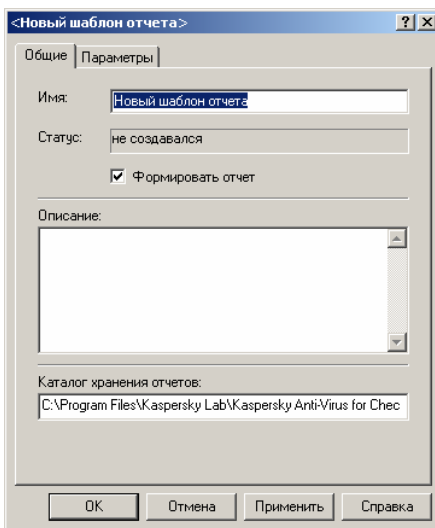 <Новый шаблон отчета>
Общие
Параметры
Имя:
Новый шаблон отчета
Статус:
не создавался
Формировать отчет
Описание:
Каталог хранения отчетов:
C:\Program Files\Kaspersky Lab\Kaspersky Anti-Virus for Chec
OK
Отмена
Применить
Справка